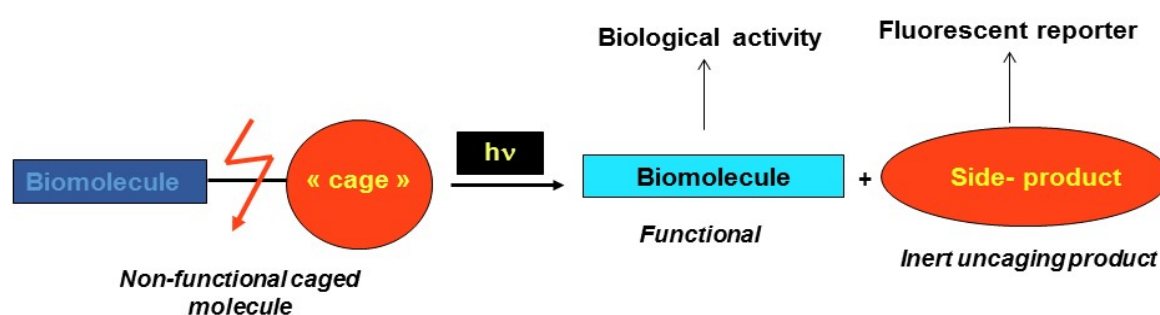 Biological activity
Fluorescent reporter
Biomolecule
« cage »
hν
Biomolecule
+
Side- product
Functional
Inert uncaging product
Non-functional caged
molecule